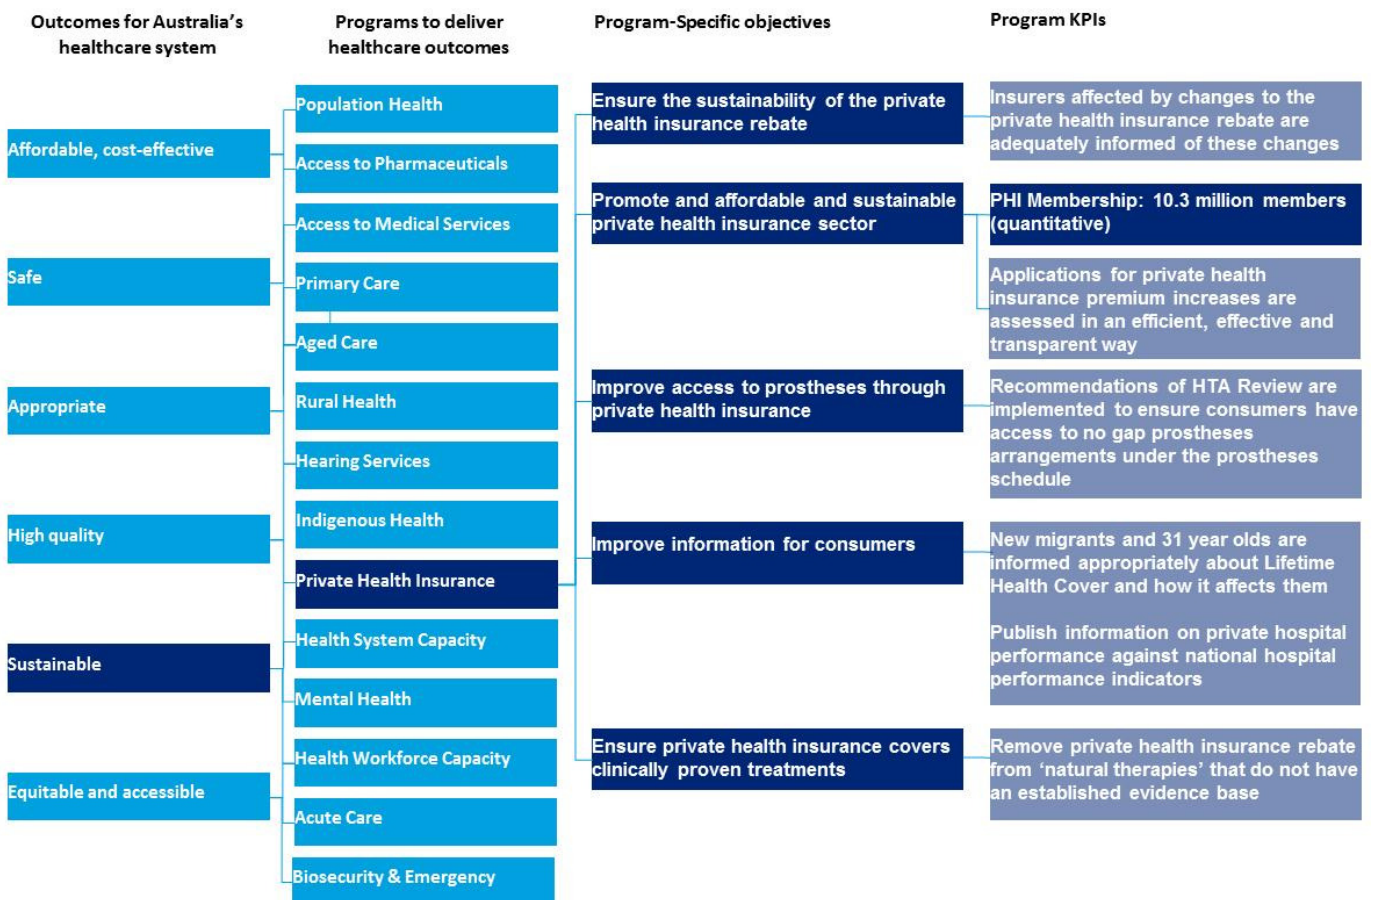 Outcomes for Australia's
healthcare system
Programs to deliver
healthcare outcomes
Program-Specific objectives
Program KPIs
Affordable, cost-effective
Safe
Appropriate
High quality
Sustainable
Equitable and accessible
Population Health
Access to Pharmaceuticals
Access to Medical Services
Primary Care
Aged Care
Rural Health
Hearing Services
Indigenous Health
Private Health Insurance
Health System Capacity
Mental Health
Health Workforce Capacity
Acute Care
Biosecurity & Emergency
Ensure the sustainability of the private
health insurance rebate
Promote and affordable and sustainable
private health insurance sector
Improve access to prostheses through
private health insurance
Improve information for consumers
Ensure private health insurance covers
clinically proven treatments
Insurers affected by changes to the
private health insurance rebate are
adequately informed of these changes
PHI Membership: 10.3 million members
(quantitative)
Applications for private health
insurance premium increases are
assessed in an efficient, effective and
transparent way
Recommendations of HTA Review are
implemented to ensure consumers have
access to no gap prostheses
arrangements under the prostheses
schedule
New migrants and 31 year olds are
informed appropriately about Lifetime
Health Cover and how it affects them
Publish information on private hospital
performance against national hospital
performance indicators
Remove private health insurance rebate
from ‘natural therapies’ that do not have
an established evidence base